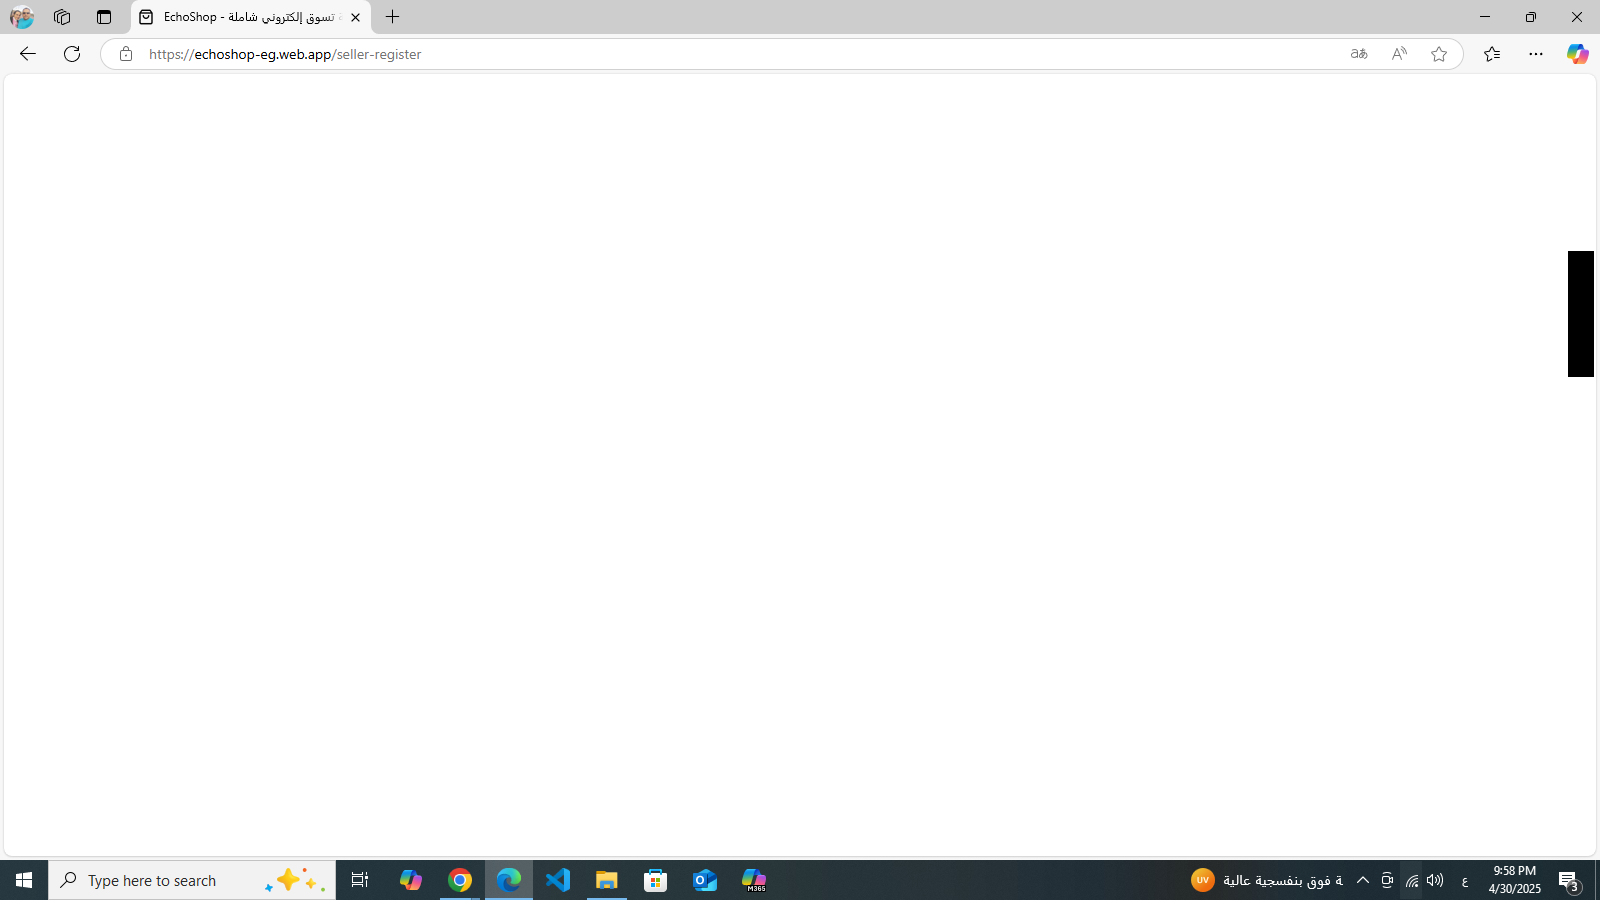 EchoShop - ة تسوق إلكتروني شاملة
https://echoshop-eg.web.app/seller-register
Type here to search
M365
UV
ة فوق بنفسجية عالية
ع
9:58 PM
4/30/2025
3